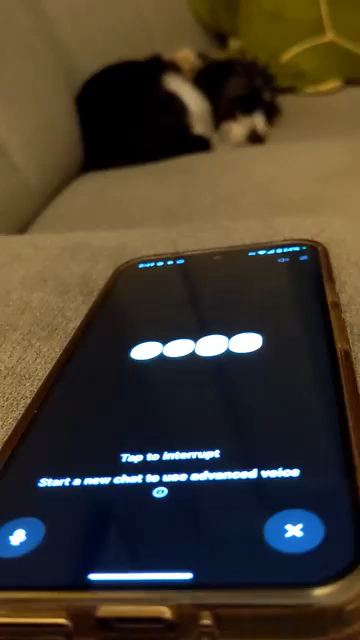 Tap to interrupt
Start a new chat to use advanced voice